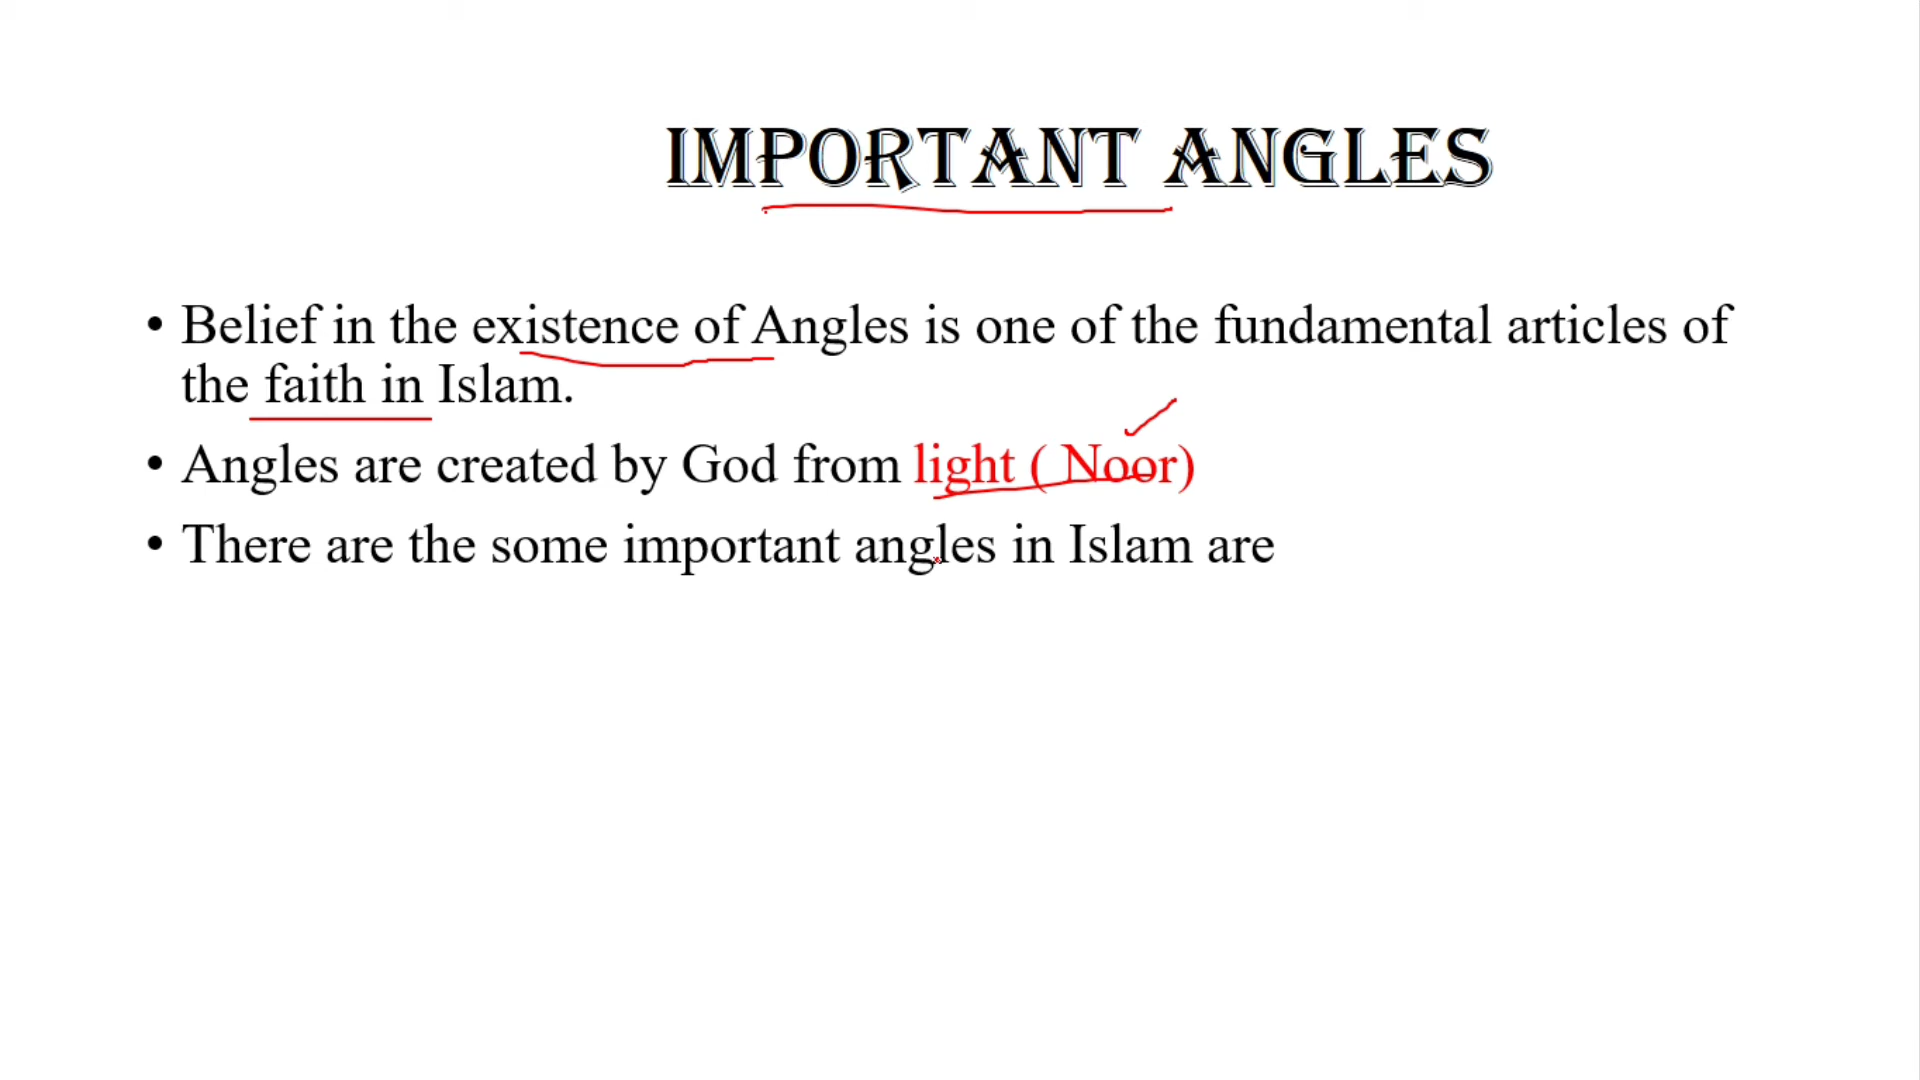 IMPORTANT ANGLES
• Belief in the existence of Angles is one of the fundamental articles of
the faith in Islam.
• Angles are created by God from light ( Noor)
• There are the some important angles in Islam are